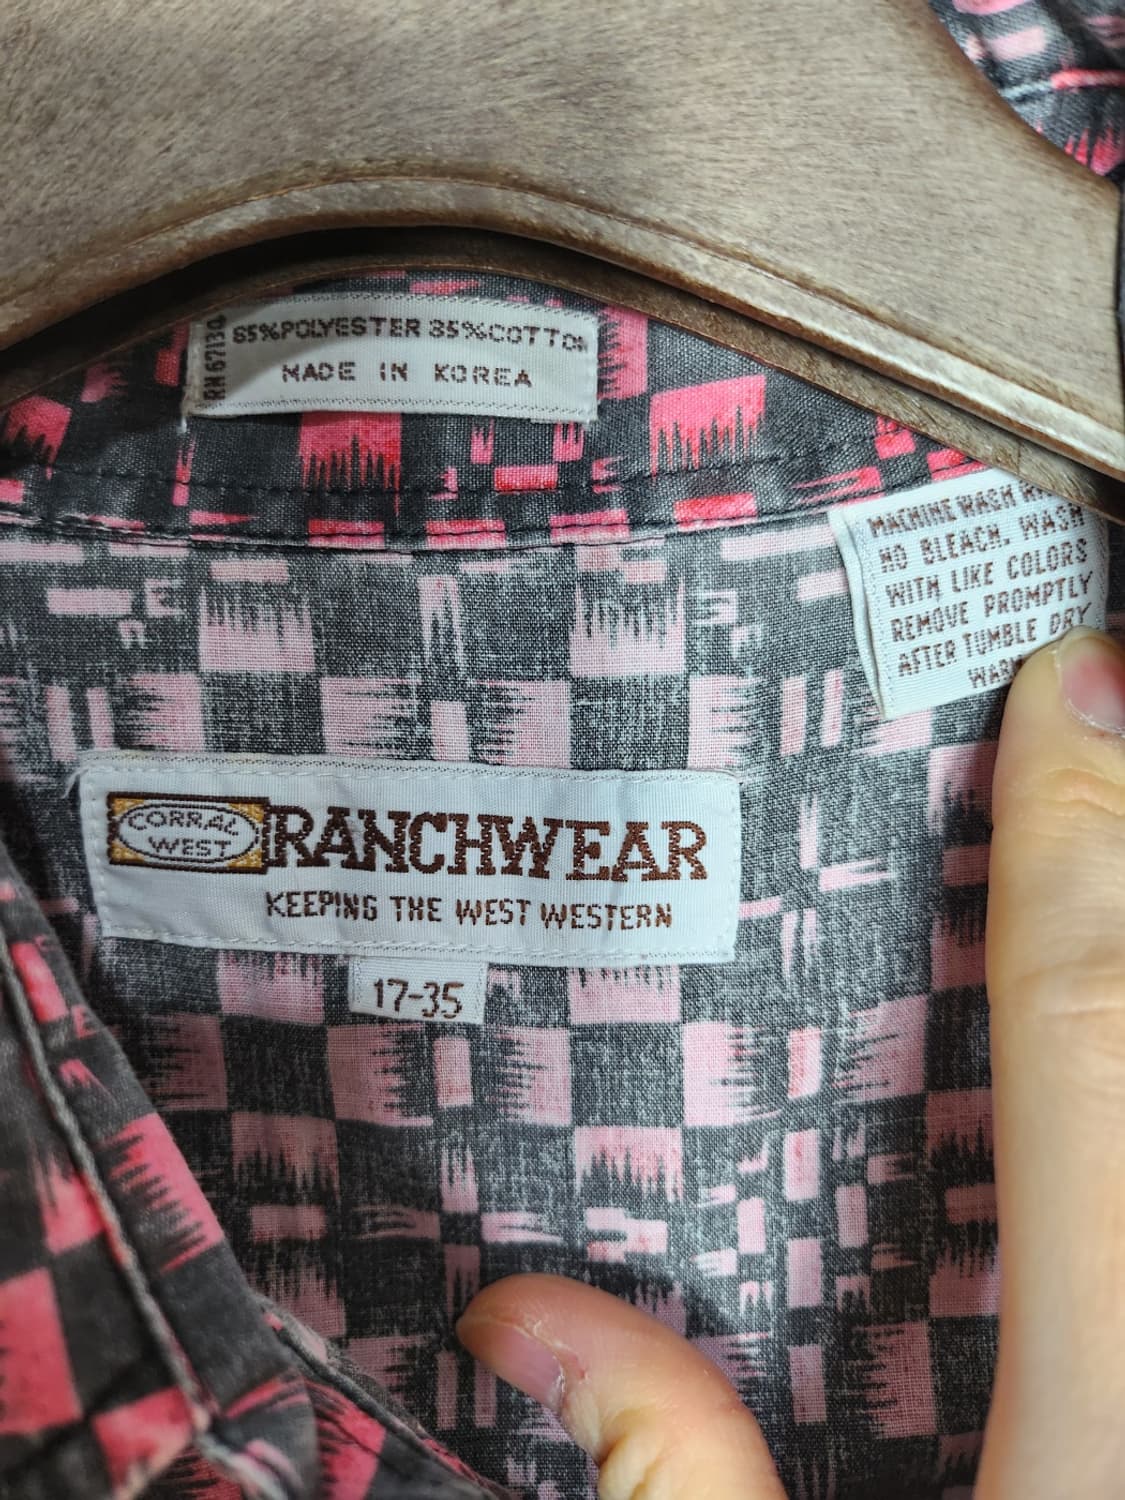 RN 67130
65%POLYESTER 35%COTTON
MADE IN KOREA
MACHINE WASH
NO BLEACH. WASH
WITH LIKE COLORS
REMOVE PROMPTLY
AFTER TUMBLE DRY
CORRAL
WEST
RANCHWEAR
KEEPING THE WEST WESTERN
17-35